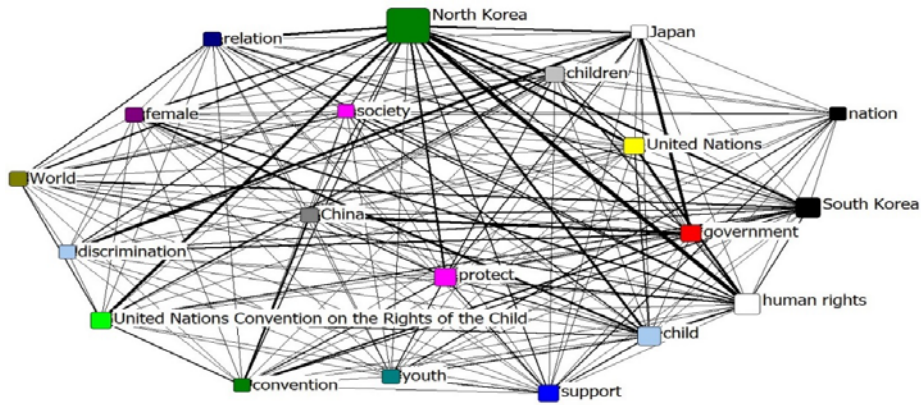 North Korea
relation
Japan
children
female
society
nation
United Nations
World
China
South Korea
government
discrimination
protect
human rights
United Nations Convention on the Rights of the Child
child
convention
youth
support